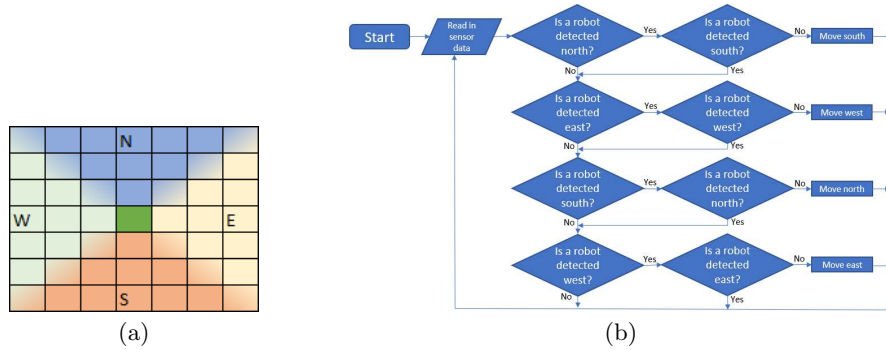 N
W
E
S
(a)
Start
Read in
sensor
data
Is a robot
detected
north?
Yes
Is a robot
detected
south?
No
Move south
No
Yes
Is a robot
detected
east?
Yes
Is a robot
detected
west?
No
Move west
No
Yes
Is a robot
detected
south?
Yes
Is a robot
detected
north?
No
Move north
No
Yes
Is a robot
detected
west?
Yes
Is a robot
detected
east?
No
Move east
No
Yes
(b)